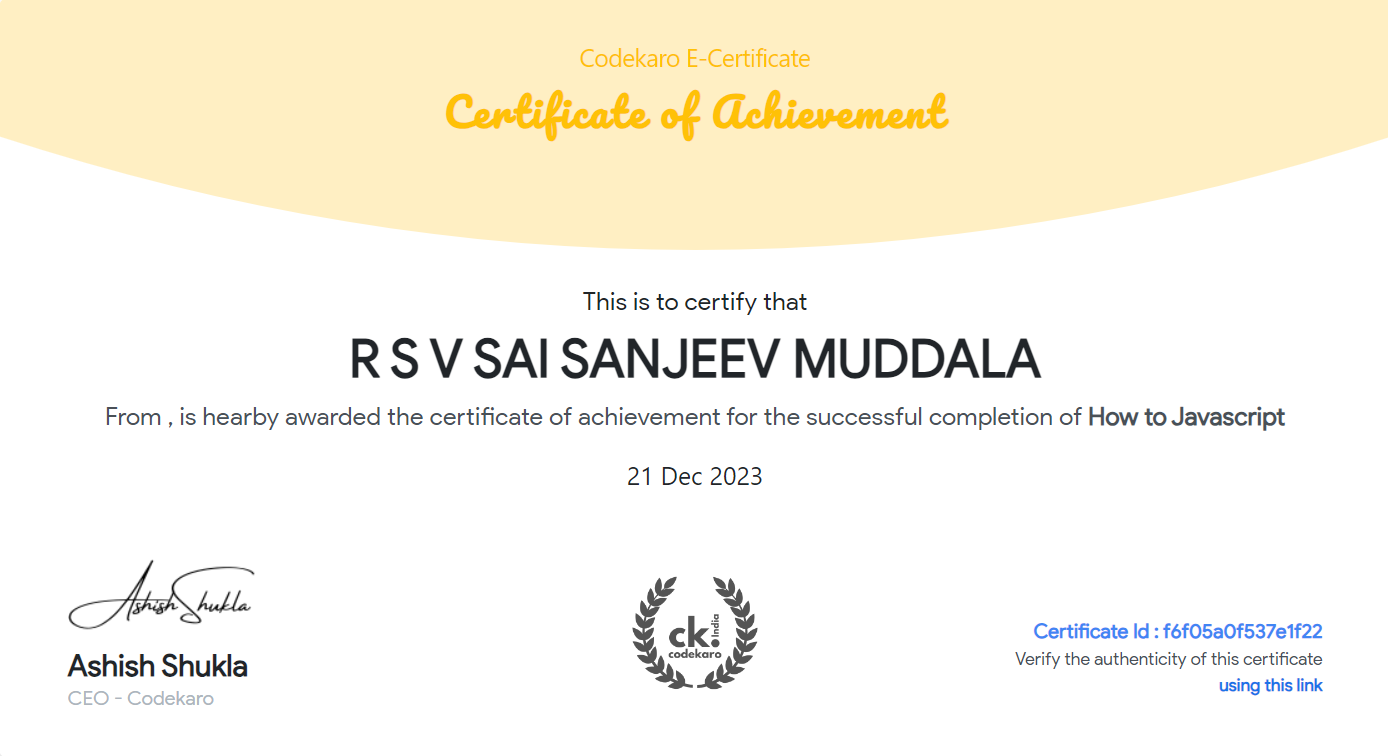 Codekaro E-Certificate
Certificate of Achievement
This is to certify that
R S V SAI SANJEEV MUDDALA
From , is hearby awarded the certificate of achievement for the successful completion of How to Javascript
21 Dec 2023
Ashish Shukla
Ashish Shukla
CEO - Codekaro
ck.
India
codekaro
Certificate Id : f6f05a0f537e1f22
Verify the authenticity of this certificate
using this link